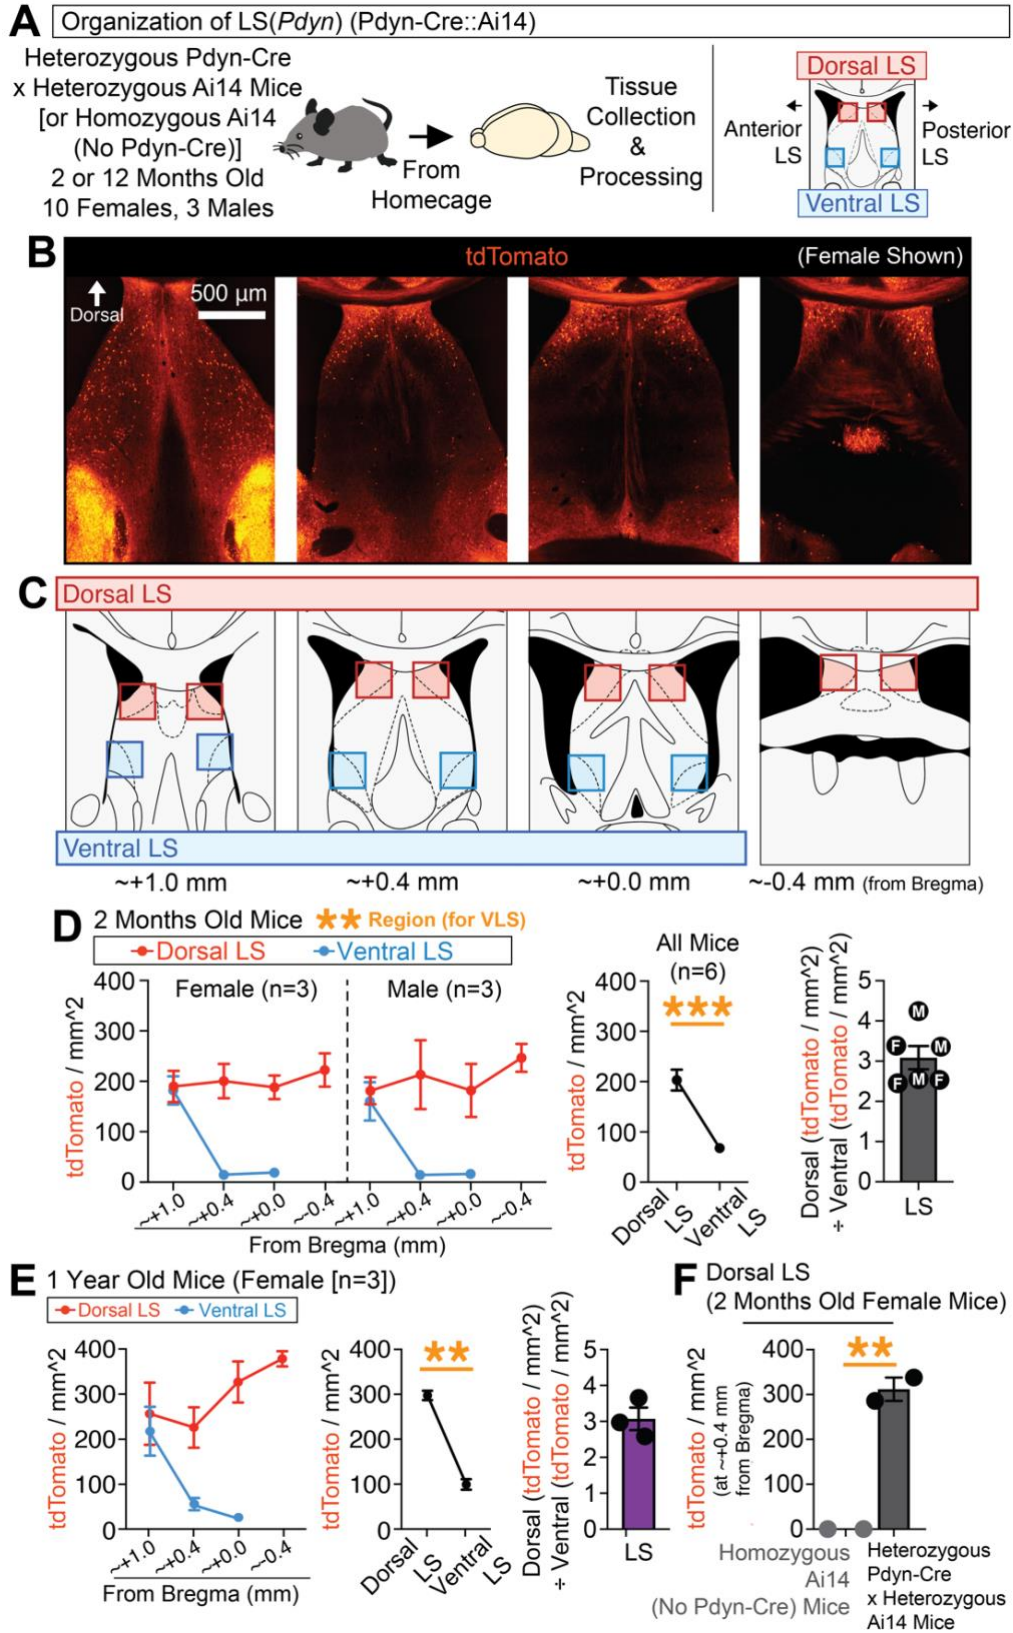 A
Organization of LS(Pdyn) (Pdyn-Cre::Ai14)
Heterozygous Pdyn-Cre
x Heterozygous Ai14 Mice
[or Homozygous Ai14
(No Pdyn-Cre)]
2 or 12 Months Old
10 Females, 3 Males
From
Homecage
Tissue
Collection
&
Processing
Dorsal LS
Anterior
LS
Posterior
LS
Ventral LS
B
tdTomato
(Female Shown)
Dorsal
500 µm
C
Dorsal LS
Ventral LS
~+1.0 mm
~+0.4 mm
~+0.0 mm
~-0.4 mm (from Bregma)
D
2 Months Old Mice
** Region (for VLS)
Dorsal LS
Ventral LS
tdTomato / mm^2
400
300
200
100
0
Female (n=3)
Male (n=3)
~+1.0
~+0.4
~+0.0
~-0.4
~+1.0
~+0.4
~+0.0
~-0.4
From Bregma (mm)
All Mice
(n=6)
***
tdTomato / mm^2
400
300
200
100
0
Dorsal
LS
Ventral
LS
Dorsal (tdTomato / mm^2)
÷ Ventral (tdTomato / mm^2)
5
4
3
2
1
0
M
F
M
F
M
F
LS
E
1 Year Old Mice (Female [n=3])
Dorsal LS
Ventral LS
tdTomato / mm^2
400
300
200
100
0
~+1.0
~+0.4
~+0.0
~-0.4
From Bregma (mm)
**
tdTomato / mm^2
400
300
200
100
0
Dorsal
LS
Ventral
LS
Dorsal (tdTomato / mm^2)
÷ Ventral (tdTomato / mm^2)
5
4
3
2
1
0
LS
F
Dorsal LS
(2 Months Old Female Mice)
**
tdTomato / mm^2
(at ~+0.4 mm
from Bregma)
400
300
200
100
0
Homozygous
Ai14
(No Pdyn-Cre) Mice
Heterozygous
Pdyn-Cre
x Heterozygous
Ai14 Mice